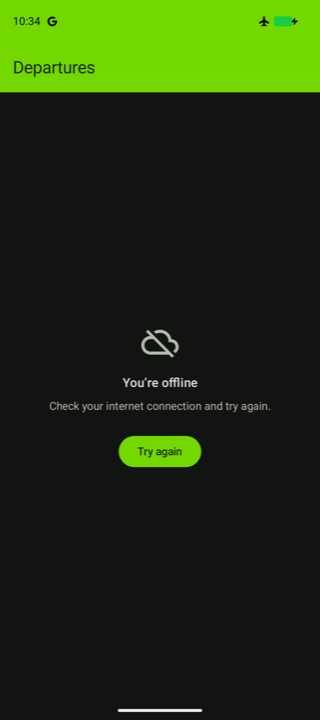 10:34 G
Departures
You're offline
Check your internet connection and try again.
Try again